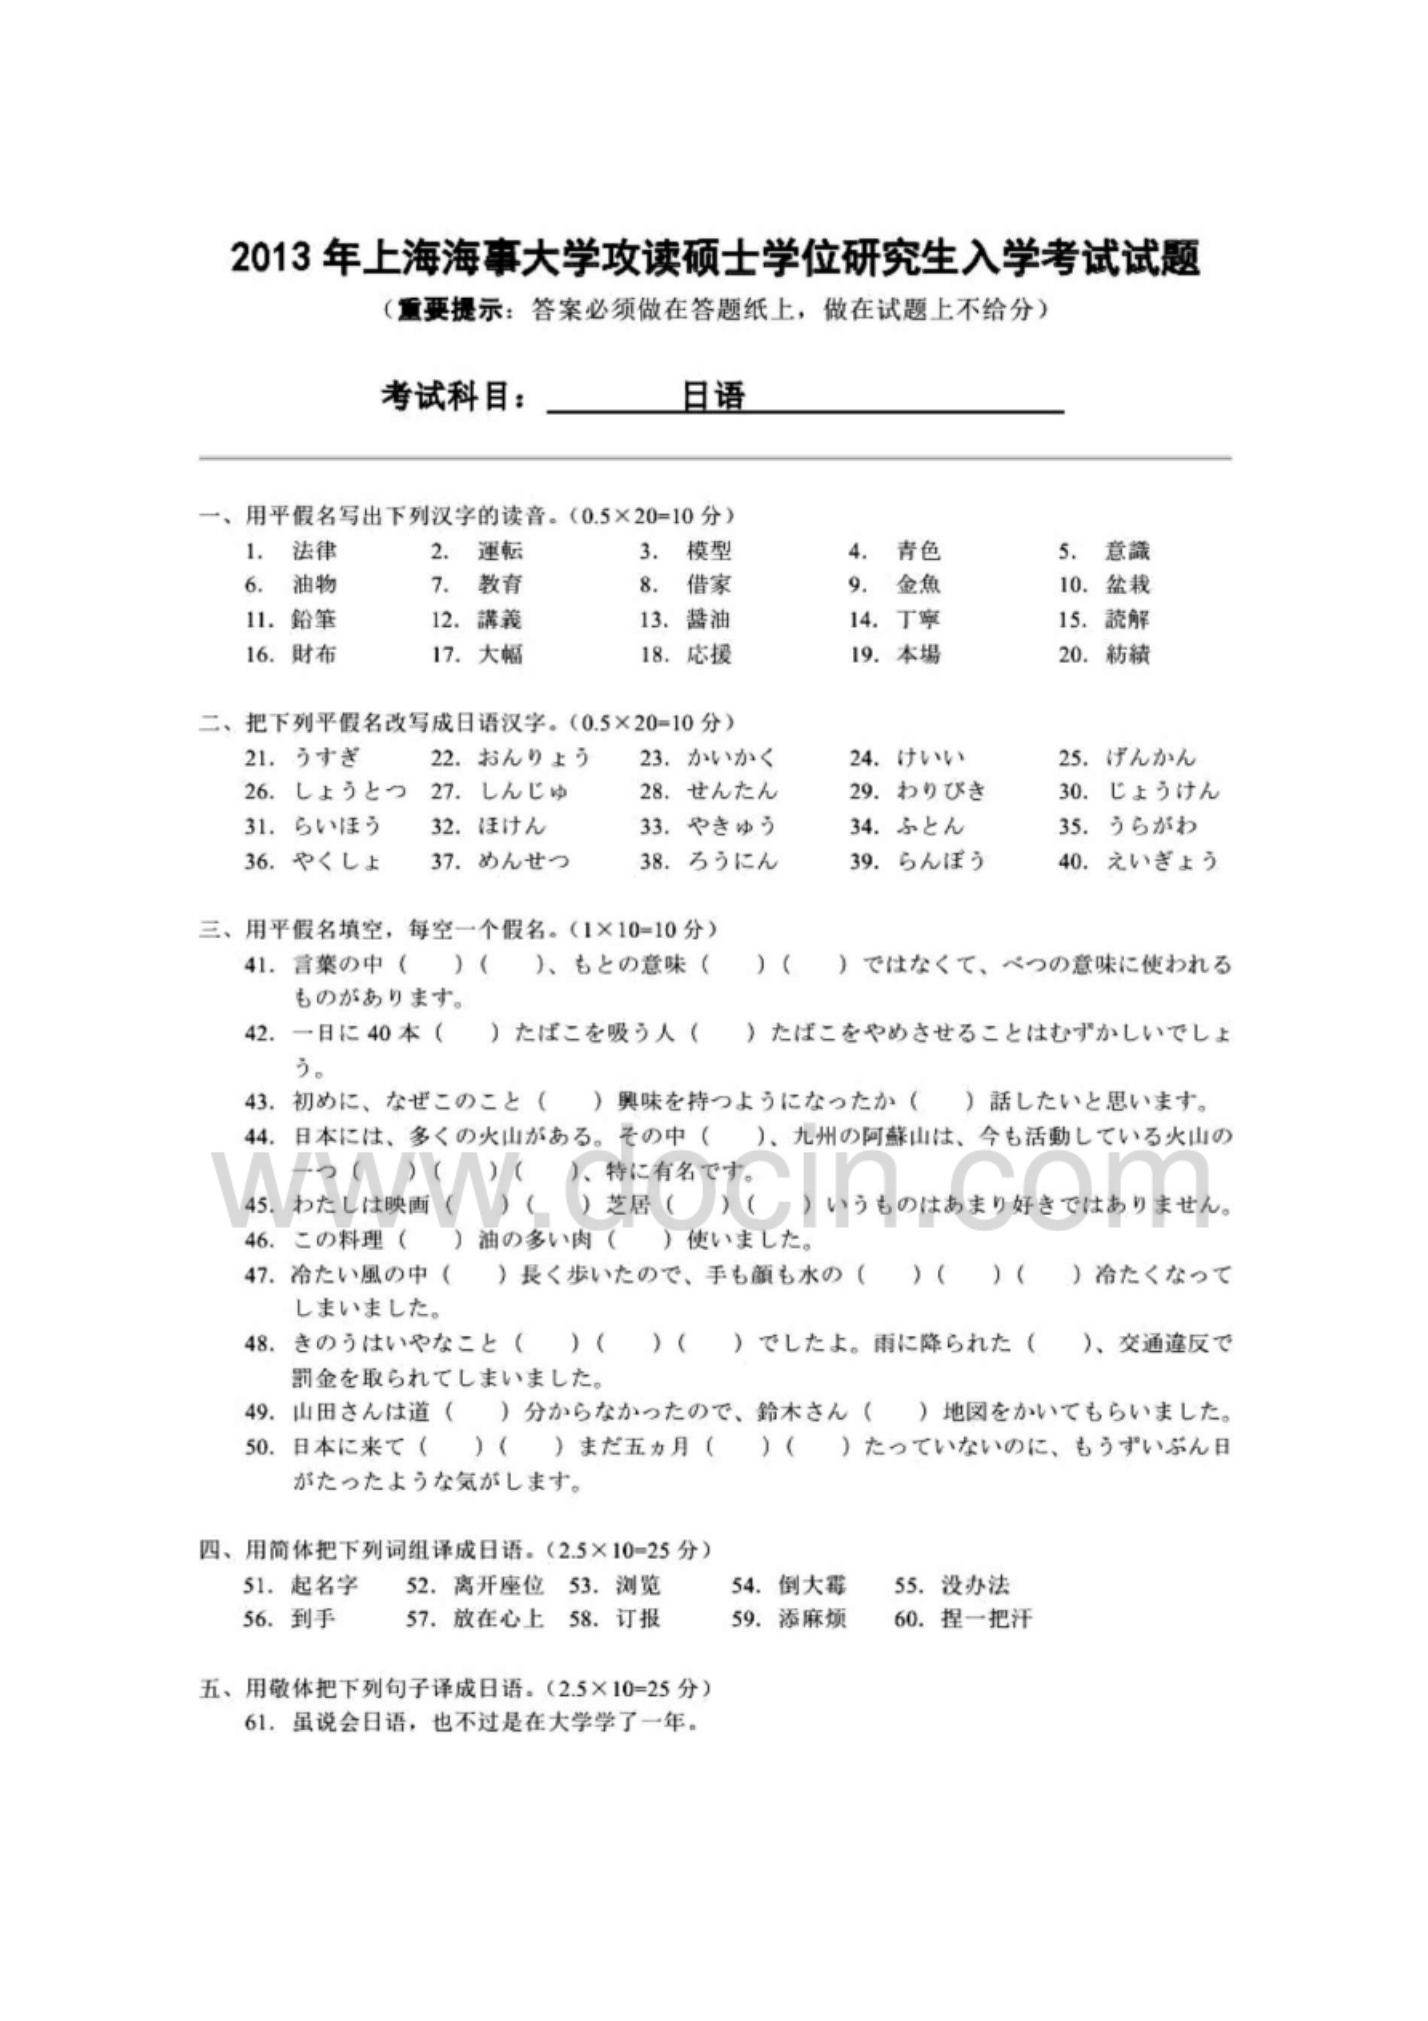 2013 年上海海事大学攻读硕士学位研究生入学考试试题
（重要提示：答案必须做在答题纸上，做在试题上不给分）
考试科目： 日语
一、用平假名写出下列汉字的读音。（0.5×20=10 分）
1. 法律 2. 運転 3. 模型 4. 青色 5. 意識
6. 油物 7. 教育 8. 借家 9. 金魚 10. 盆栽
11. 鉛筆 12. 講義 13. 醤油 14. 丁寧 15. 読解
16. 財布 17. 大幅 18. 応援 19. 本場 20. 紡績
二、把下列平假名改写成日语汉字。（0.5×20=10 分）
21. うすぎ 22. おんりょう 23. かいかく 24. けいい 25. げんかん
26. しょうとつ 27. しんじゅ 28. せんたん 29. わりびき 30. じょうけん
31. らいほう 32. ほけん 33. やきゅう 34. ふとん 35. うらがわ
36. やくしょ 37. めんせつ 38. ろうにん 39. らんぼう 40. えいぎょう
三、用平假名填空，每空一个假名。（1×10=10 分）
41. 言葉の中（ ）（ ）、もとの意味（ ）（ ）ではなくて、べつの意味に使われる
ものがあります。
42. 一日に 40 本（ ）たばこを吸う人（ ）たばこをやめさせることはむずかしいでしょ
う。
43. 初めに、なぜこのこと（ ）興味を持つようになったか（ ）話したいと思います。
44. 日本には、多くの火山がある。その中（ ）、九州の阿蘇山は、今も活動している火山の
一つ（ ）（ ）（ ）、特に有名です。
45. わたしは映画（ ）（ ）芝居（ ）（ ）いうものはあまり好きではありません。
46. この料理（ ）油の多い肉（ ）使いました。
47. 冷たい風の中（ ）長く歩いたので、手も顔も水の（ ）（ ）（ ）冷たくなって
しまいました。
48. きのうはいやなこと（ ）（ ）（ ）でしたよ。雨に降られた（ ）、交通違反で
罰金を取られてしまいました。
49. 山田さんは道（ ）分からなかったので、鈴木さん（ ）地図をかいてもらいました。
50. 日本に来て（ ）（ ）まだ五ヵ月（ ）（ ）たっていないのに、もうずいぶん日
がたったような気がします。
四、用简体把下列词组译成日语。（2.5×10=25 分）
51. 起名字 52. 离开座位 53. 浏览 54. 倒大霉 55. 没办法
56. 到手 57. 放在心上 58. 订报 59. 添麻烦 60. 捏一把汗
五、用敬体把下列句子译成日语。（2.5×10=25 分）
61. 虽说会日语，也不过是在大学学了一年。
www.docin.com